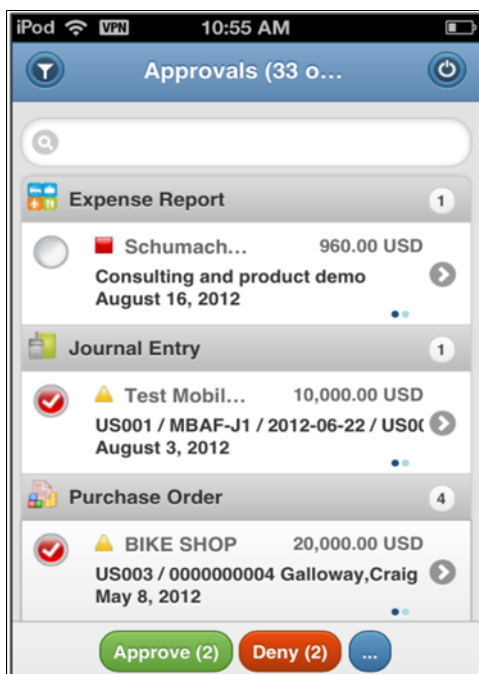 iPod VPN 10:55 AM
Approvals (33 o...
Expense Report 1
Schumach... 960.00 USD
Consulting and product demo
August 16, 2012
Journal Entry 1
Test Mobil... 10,000.00 USD
US001 / MBAF-J1 / 2012-06-22 / US00
August 3, 2012
Purchase Order 4
BIKE SHOP 20,000.00 USD
US003 / 0000000004 Galloway,Craig
May 8, 2012
Approve (2) Deny (2) ...